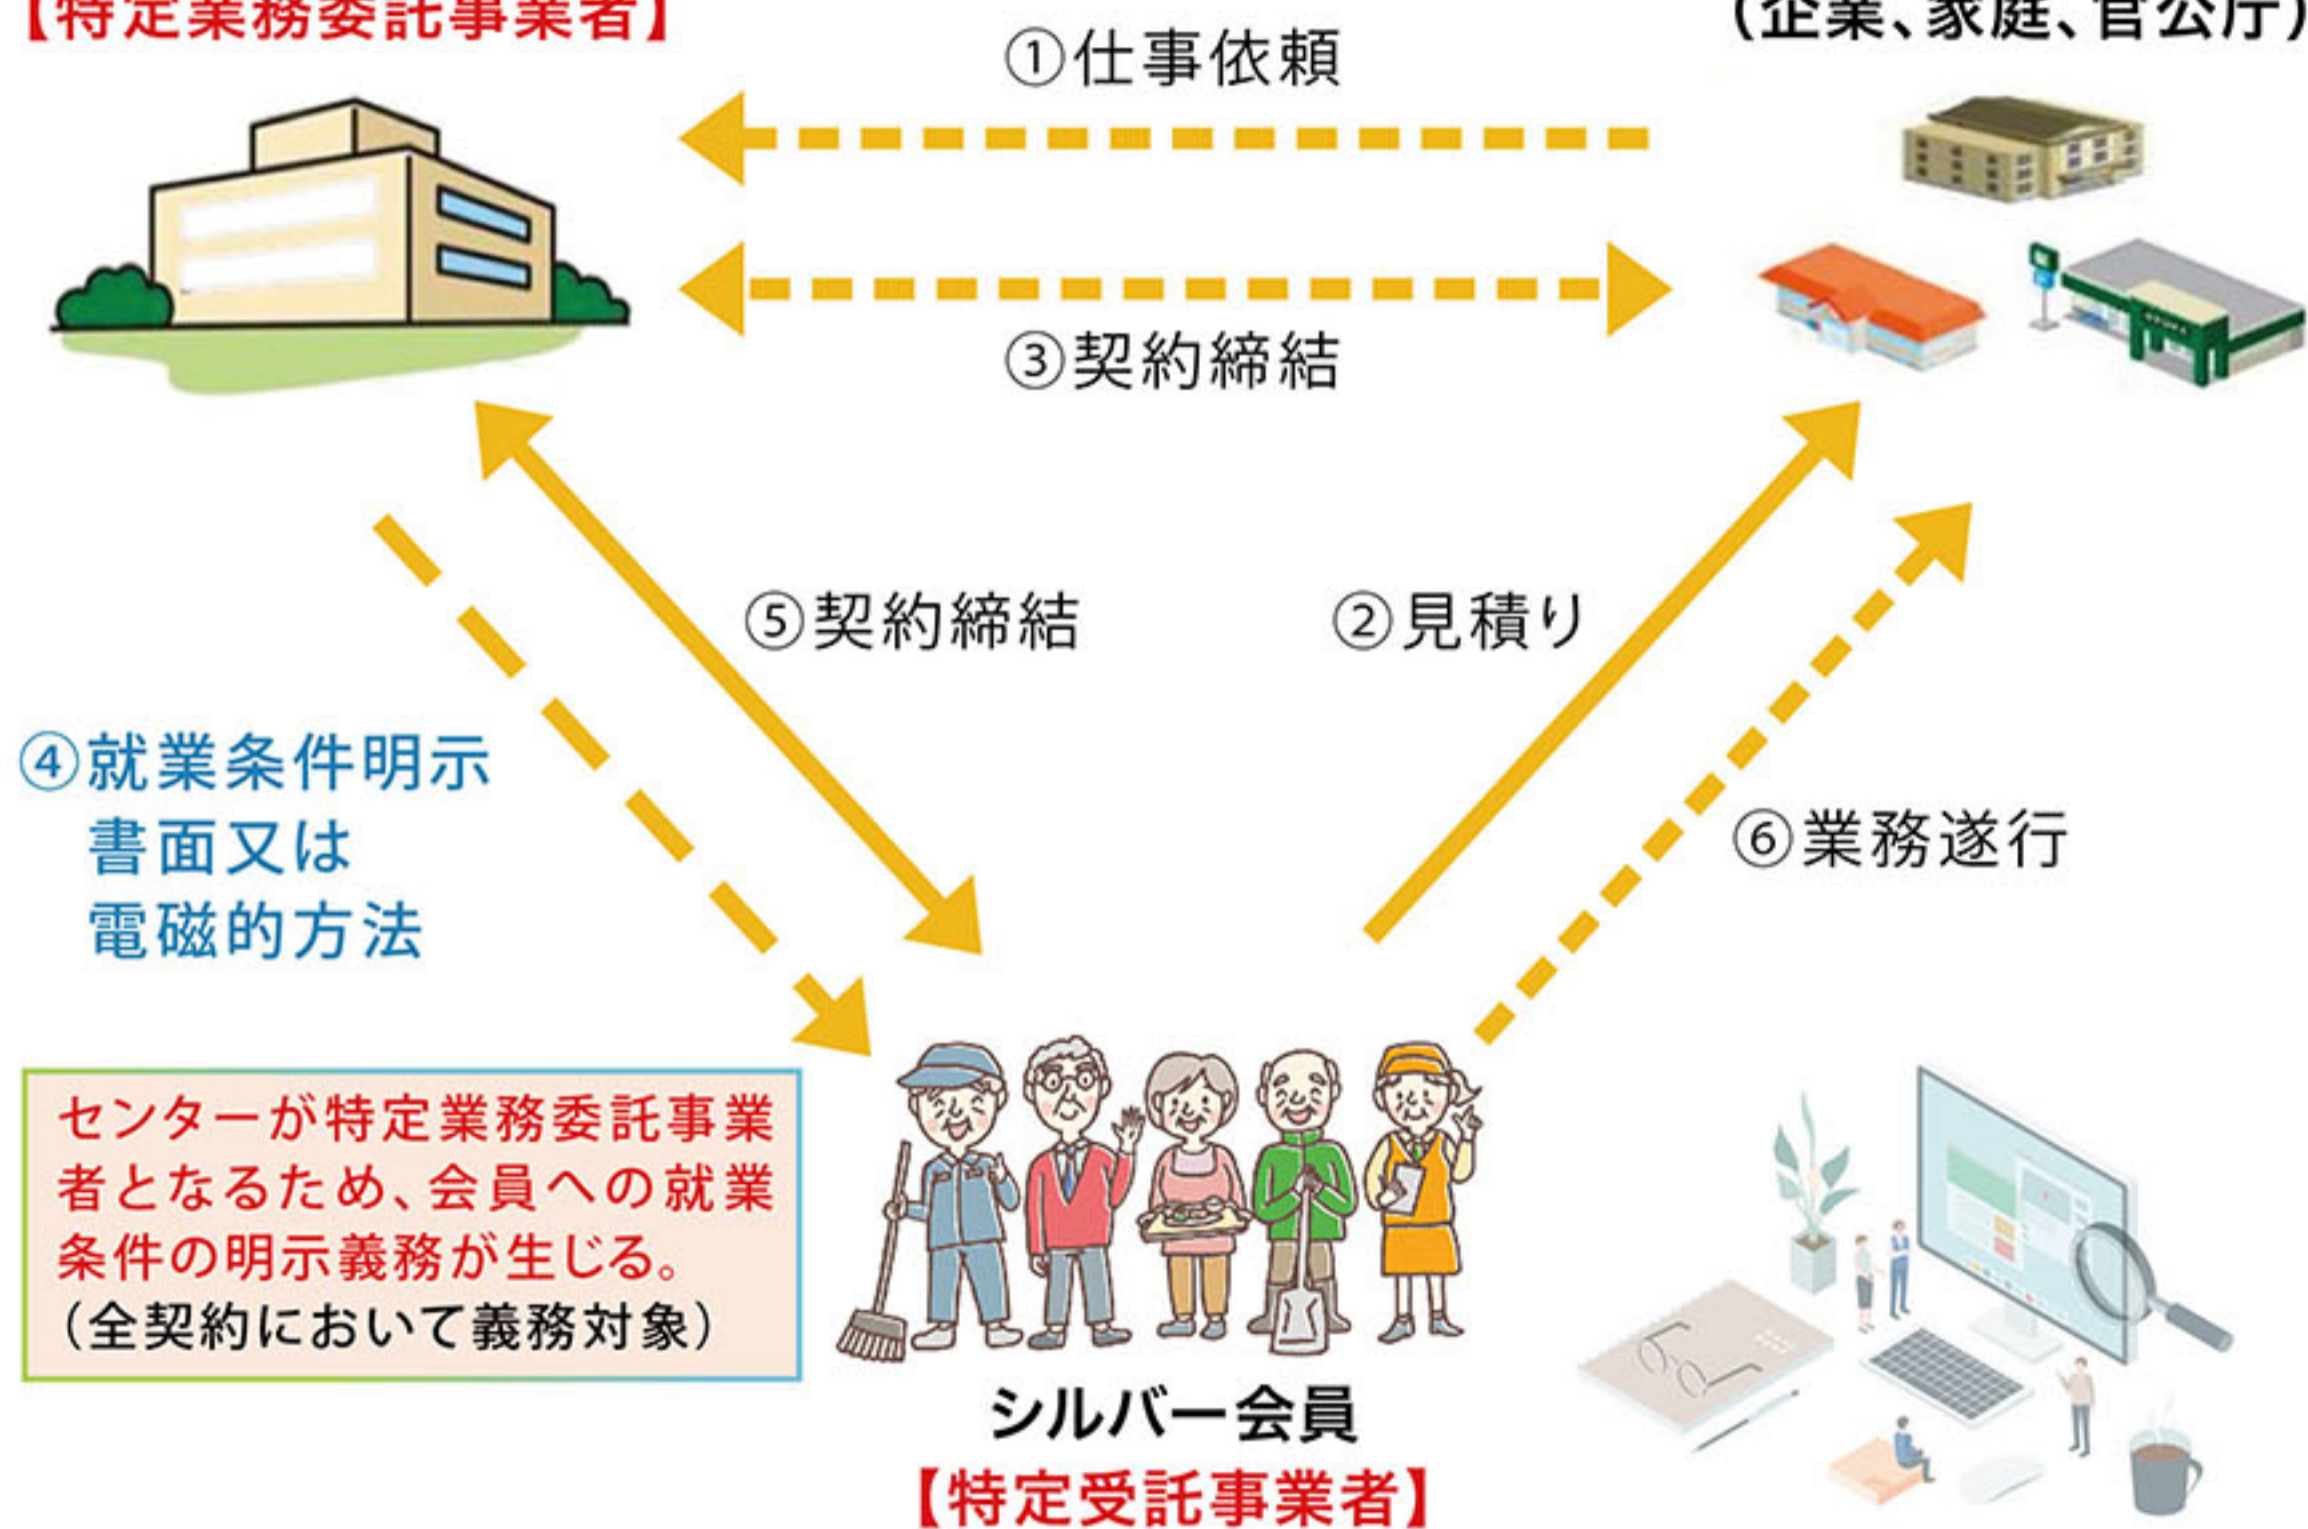 【特定業務委託事業者】
(企業、家庭、官公庁)
①仕事依頼
③契約締結
⑤契約締結
②見積り
④就業条件明示
書面又は
電磁的方法
⑥業務遂行
センターが特定業務委託事業
者となるため、会員への就業
条件の明示義務が生じる。
(全契約において義務対象)
シルバー会員
【特定受託事業者】